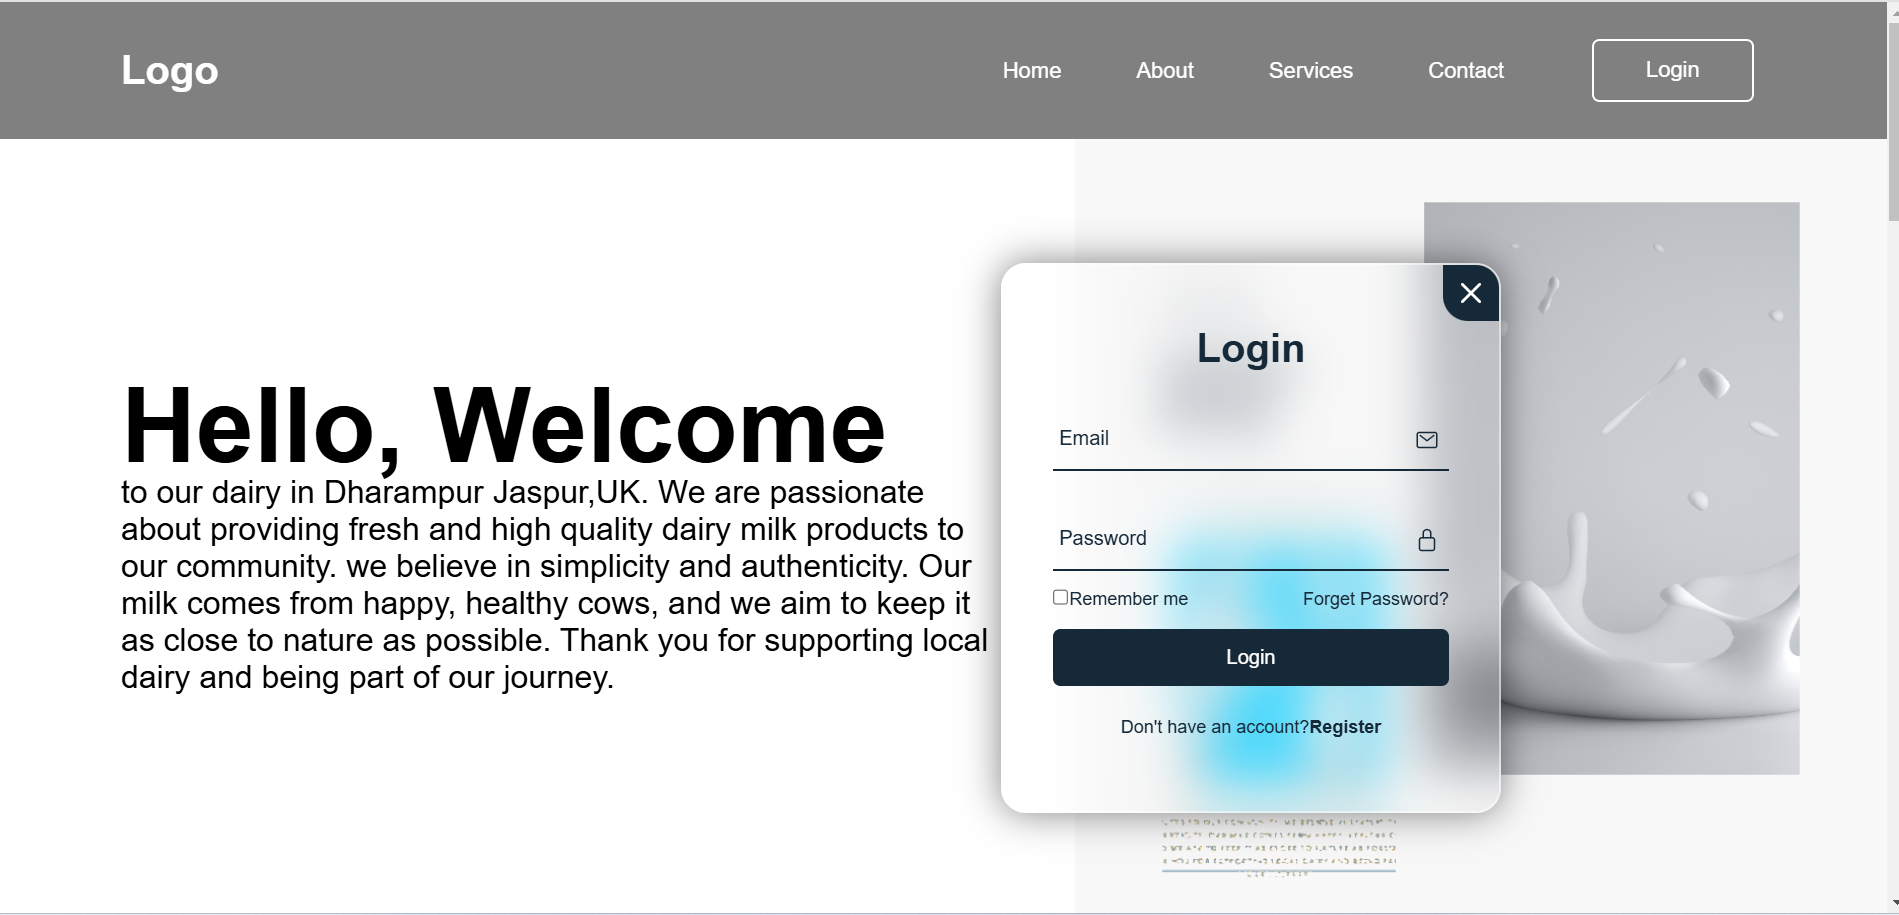 Logo
Home About Services Contact Login
Hello, Welcome
to our dairy in Dharampur Jaspur,UK. We are passionate
about providing fresh and high quality dairy milk products to
our community. we believe in simplicity and authenticity. Our
milk comes from happy, healthy cows, and we aim to keep it
as close to nature as possible. Thank you for supporting local
dairy and being part of our journey.
Login
Email
Password
Remember me Forget Password?
Login
Don't have an account?Register